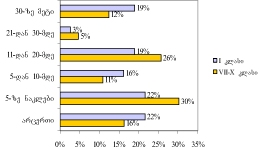 30-ზე მეტი
19%
12%
21-დან 30-მდე
3%
5%
11-დან 20-მდე
19%
26%
5-დან 10-მდე
16%
11%
5-ზე ნაკლები
22%
30%
არცერთი
22%
16%
0% 5% 10% 15% 20% 25% 30% 35%
I კლასი
VII-X კლასი